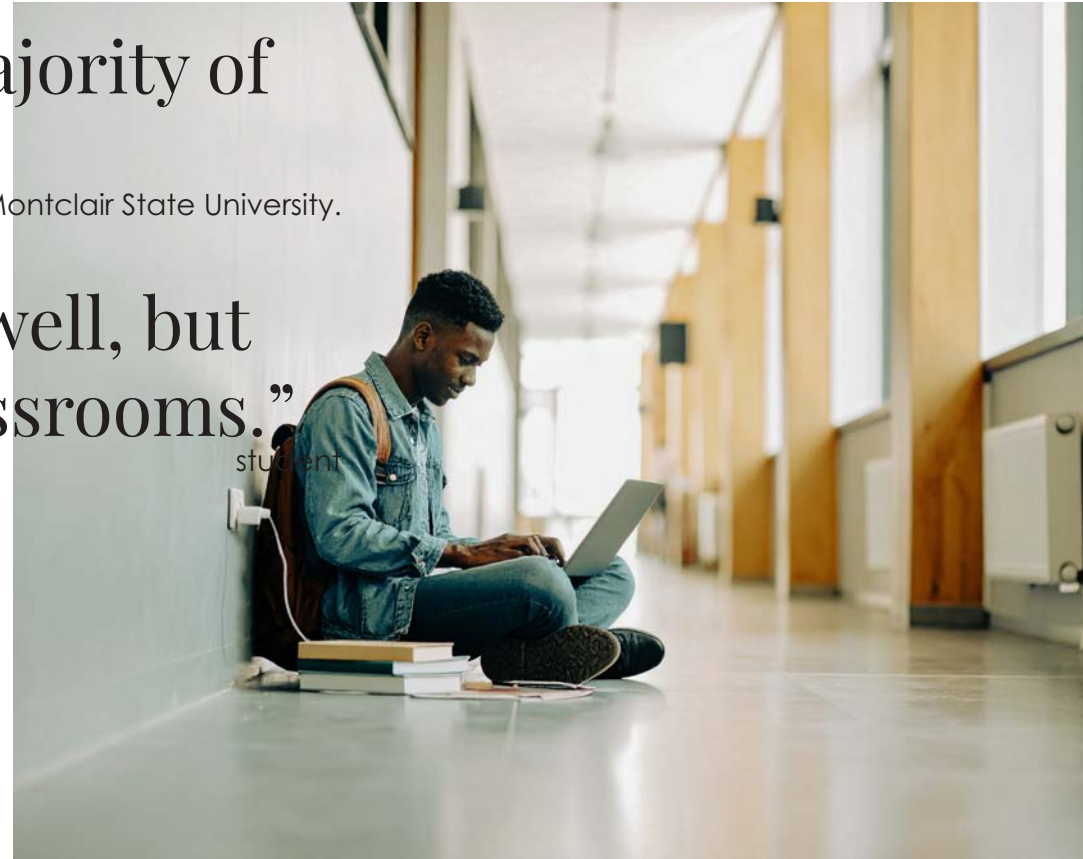 ajority of
Montclair State University.
well, but
ssrooms.”
student